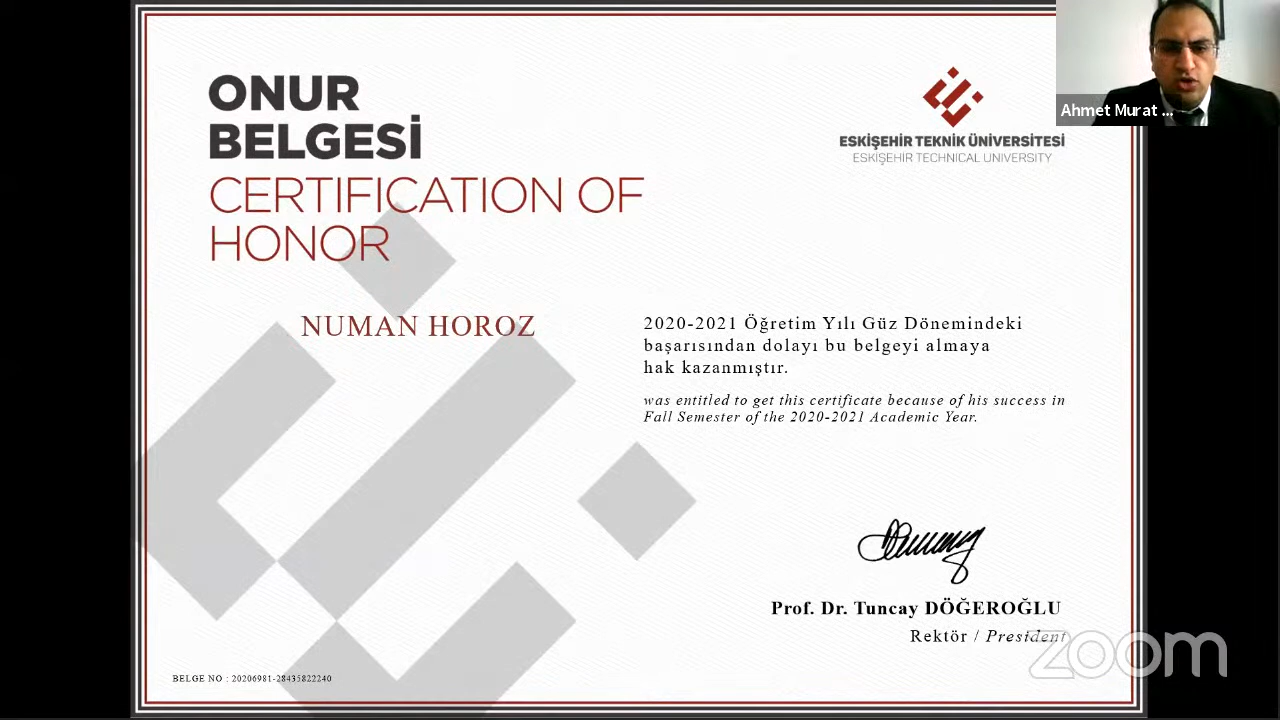 ONUR
BELGESİ
CERTIFICATION OF
HONOR
ESKİŞEHİR TEKNİK ÜNİVERSİTESİ
ESKİŞEHİR TECHNICAL UNIVERSITY
Ahmet Murat ...
NUMAN HOROZ
2020-2021 Öğretim Yılı Güz Dönemindeki
başarısından dolayı bu belgeyi almaya
hak kazanmıştır.
was entitled to get this certificate because of his success in
Fall Semester of the 2020-2021 Academic Year.
Prof. Dr. Tuncay DÖĞEROĞLU
Rektör / President
zoom
BELGE NO : 20206981-28435822240